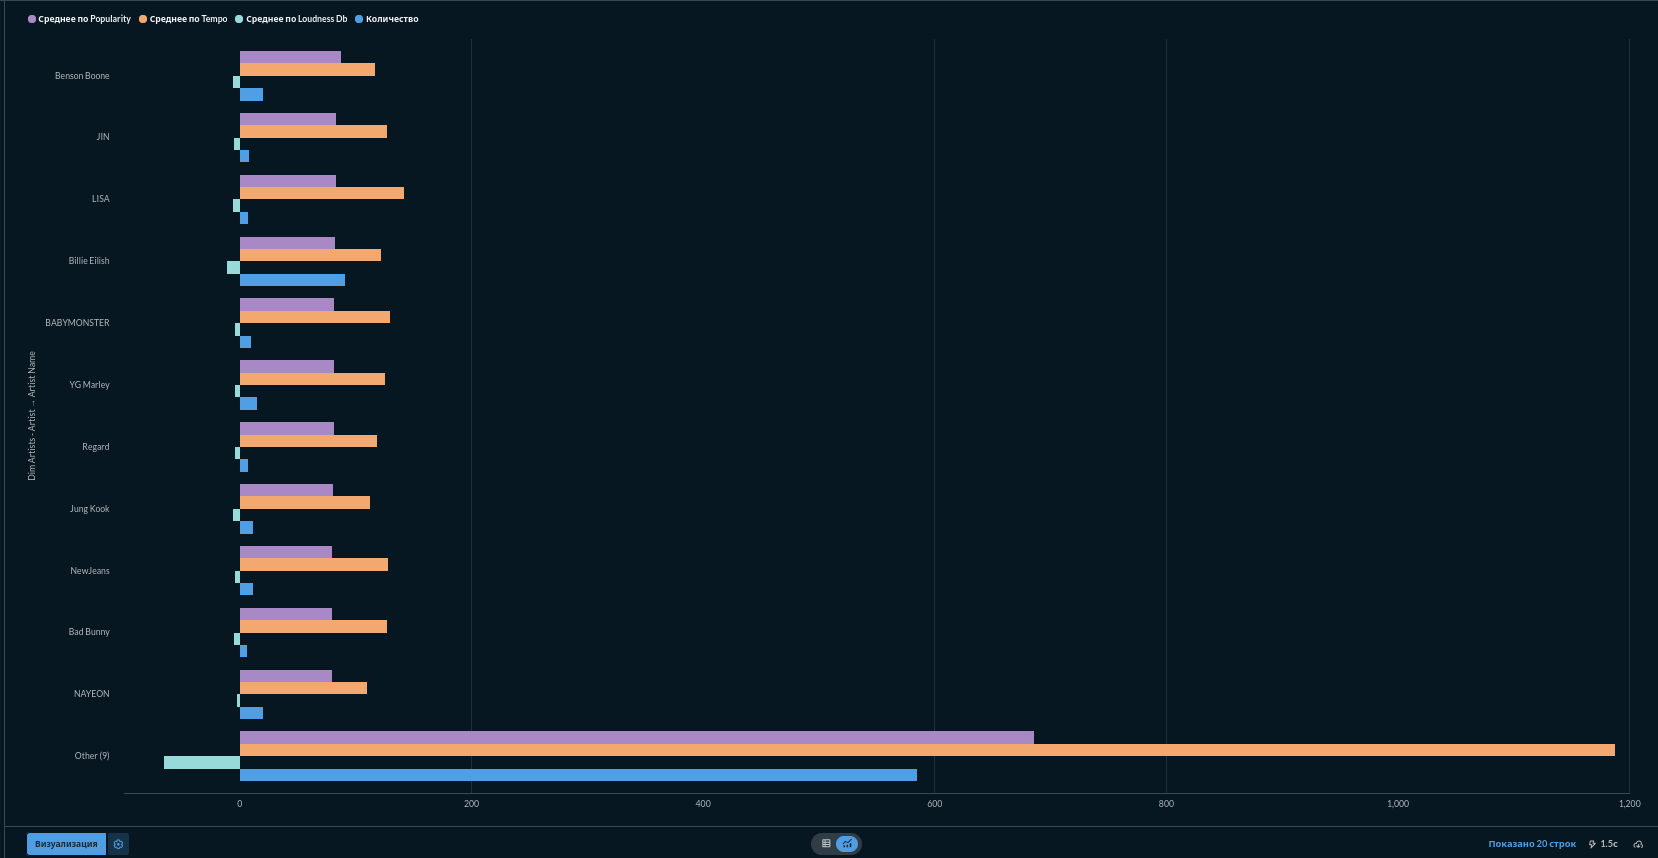 Среднее по Popularity Среднее по Tempo Среднее по Loudness Db Количество
Benson Boone
JIN
LISA
Billie Eilish
BABYMONSTER
YG Marley
Regard
Jung Kook
NewJeans
Bad Bunny
NAYEON
Other (9)
Dim Artists - Artist → Artist Name
0 200 400 600 800 1,000 1,200
Визуализация
Показано 20 строк 1.5с